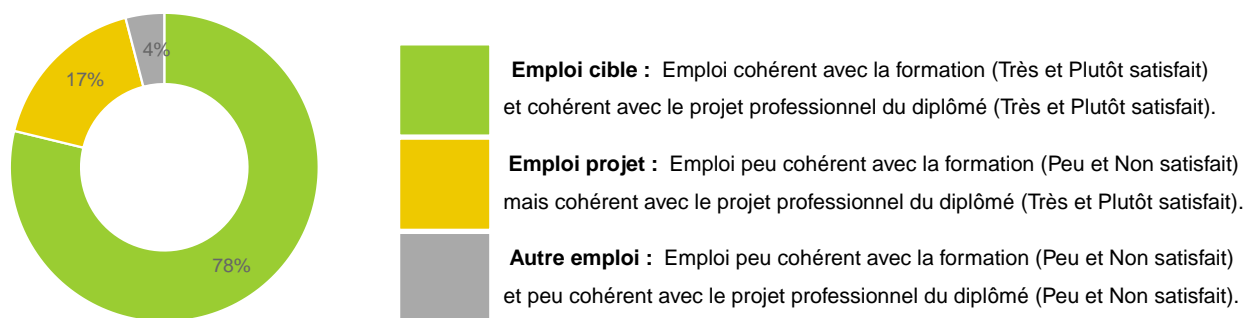 4%
17%
78%
Emploi cible : Emploi cohérent avec la formation (Très et Plutôt satisfait)
et cohérent avec le projet professionnel du diplômé (Très et Plutôt satisfait).
Emploi projet : Emploi peu cohérent avec la formation (Peu et Non satisfait)
mais cohérent avec le projet professionnel du diplômé (Très et Plutôt satisfait).
Autre emploi : Emploi peu cohérent avec la formation (Peu et Non satisfait)
et peu cohérent avec le projet professionnel du diplômé (Peu et Non satisfait).